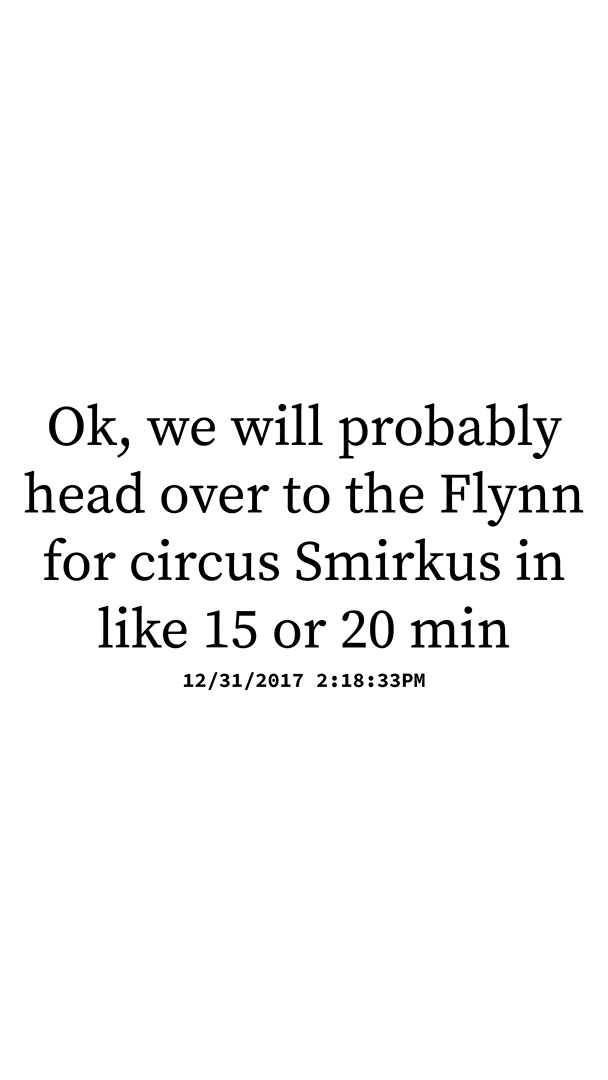 Ok, we will probably
head over to the Flynn
for circus Smirkus in
like 15 or 20 min
12/31/2017 2:18:33PM